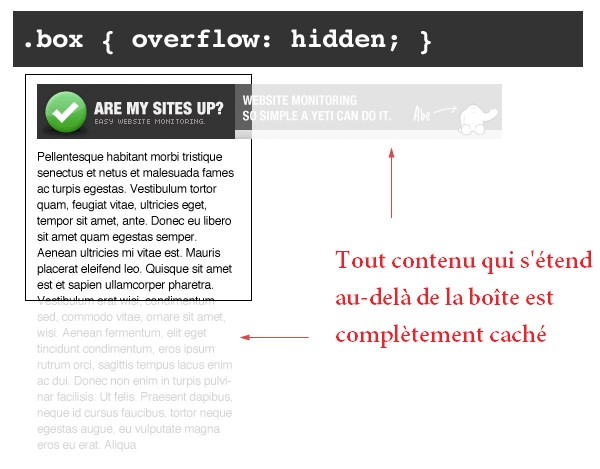 .box { overflow: hidden; }
ARE MY SITES UP?
EASY WEBSITE MONITORING.
WEBSITE MONITORING
SO SIMPLE A YETI CAN DO IT.
Abe
Pellentesque habitant morbi tristique
senectus et netus et malesuada fames
ac turpis egestas. Vestibulum tortor
quam, feugiat vitae, ultricies eget,
tempor sit amet, ante. Donec eu libero
sit amet quam egestas semper.
Aenean ultricies mi vitae est. Mauris
placerat eleifend leo. Quisque sit amet
est et sapien ullamcorper pharetra.
Vestibulum erat wisi, condimentum
sed, commodo vitae, ornare sit amet,
wisi. Aenean fermentum, elit eget
tincidunt condimentum, eros ipsum
rutrum orci, sagittis tempus lacus enim
ac dui. Donec non enim in turpis pulvi-
nar facilisis. Ut felis. Praesent dapibus,
neque id cursus faucibus, tortor neque
egestas augue, eu vulputate magna
eros eu erat. Aliqua
Tout contenu qui s'étend
au-delà de la boîte est
complètement caché